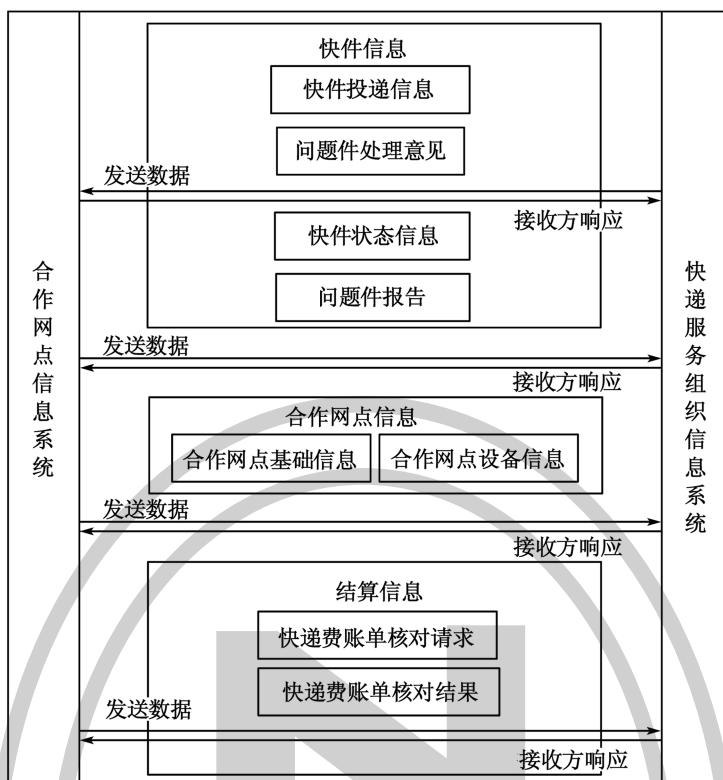 快件信息
快件投递信息
问题件处理意见
发送数据
接收方响应
快件状态信息
问题件报告
发送数据
接收方响应
合作网点信息
合作网点基础信息
合作网点设备信息
发送数据
接收方响应
结算信息
快递费账单核对请求
快递费账单核对结果
发送数据
接收方响应
合作网点信息系统
快递服务组织信息系统